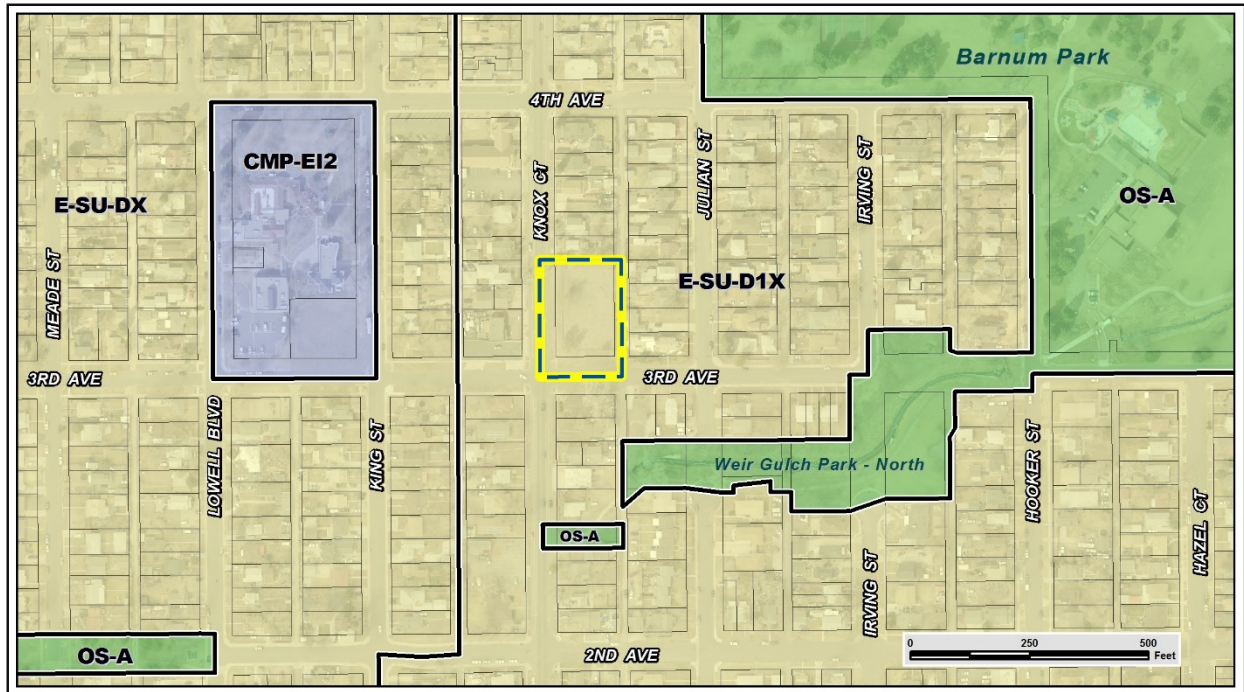 Barnum Park
4TH AVE
CMP-EI2
E-SU-DX
MEADE ST
KNOX CT
JULIAN ST
IRVING ST
OS-A
E-SU-D1X
3RD AVE
3RD AVE
LOWELL BLVD
KING ST
Weir Gulch Park - North
HOOKER ST
HAZEL CT
OS-A
IRVING ST
OS-A
2ND AVE
0 250 500
Feet